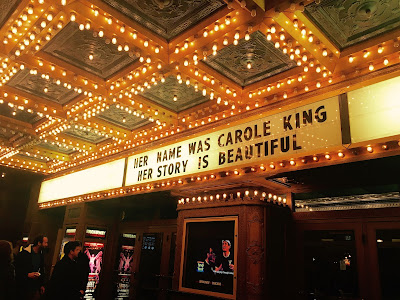 HER NAME WAS CAROLE KING
HER STORY IS BEAUTIFUL